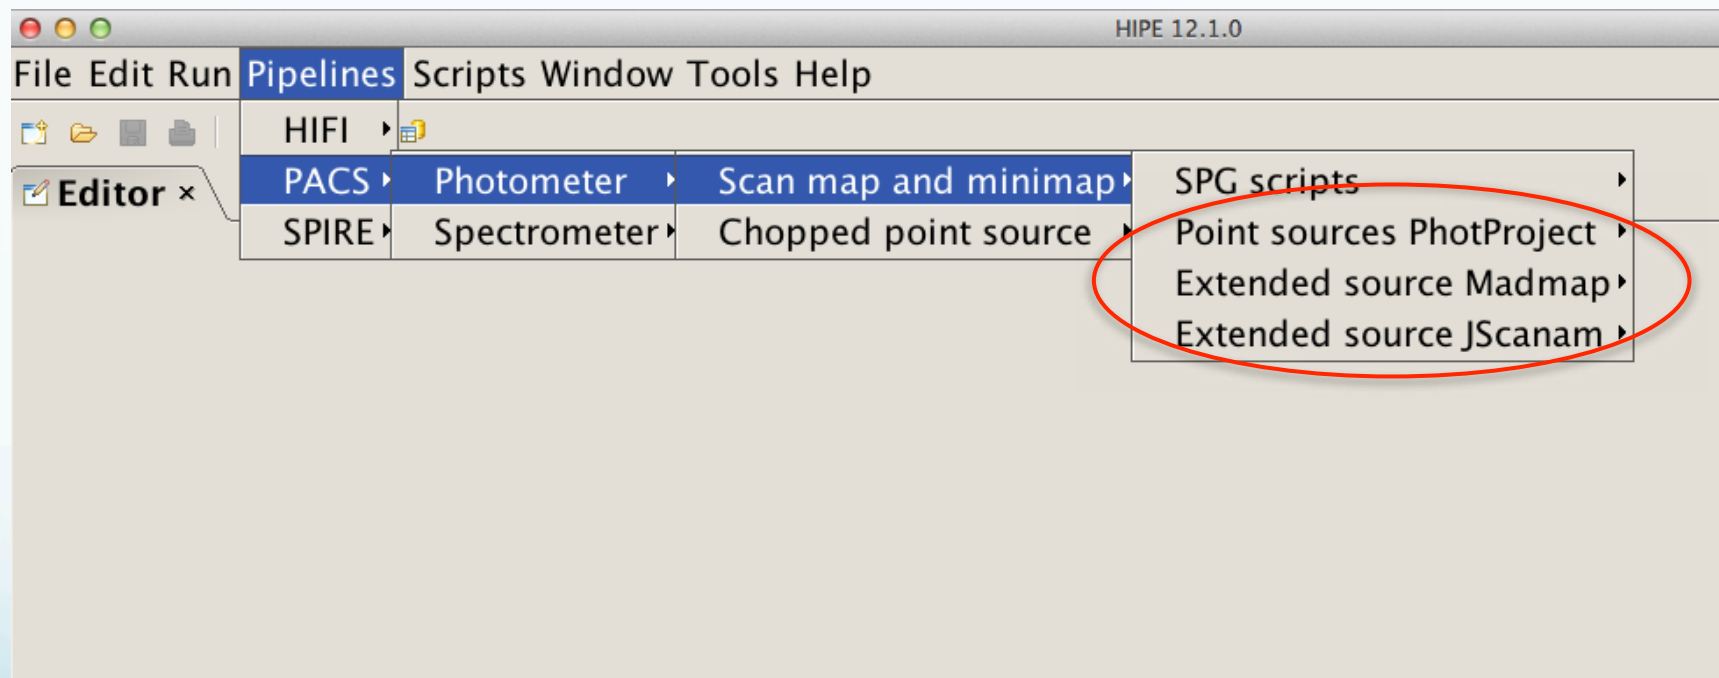 HIPE 12.1.0
File Edit Run Pipelines Scripts Window Tools Help
HIFI
PACS Photometer Scan map and minimap SPG scripts
Editor ×
SPIRE Spectrometer Chopped point source Point sources PhotProject
Extended source Madmap
Extended source JScanam